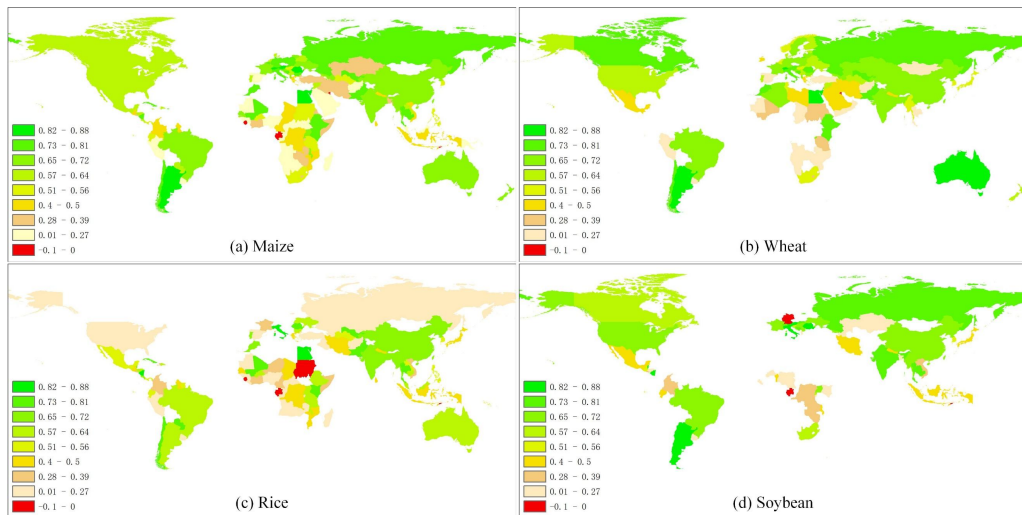 0.82 - 0.88
0.73 - 0.81
0.65 - 0.72
0.57 - 0.64
0.51 - 0.56
0.4 - 0.5
0.28 - 0.39
0.01 - 0.27
-0.1 - 0
(a) Maize
0.82 - 0.88
0.73 - 0.81
0.65 - 0.72
0.57 - 0.64
0.51 - 0.56
0.4 - 0.5
0.28 - 0.39
0.01 - 0.27
-0.1 - 0
(b) Wheat
0.82 - 0.88
0.73 - 0.81
0.65 - 0.72
0.57 - 0.64
0.51 - 0.56
0.4 - 0.5
0.28 - 0.39
0.01 - 0.27
-0.1 - 0
(c) Rice
0.82 - 0.88
0.73 - 0.81
0.65 - 0.72
0.57 - 0.64
0.51 - 0.56
0.4 - 0.5
0.28 - 0.39
0.01 - 0.27
-0.1 - 0
(d) Soybean